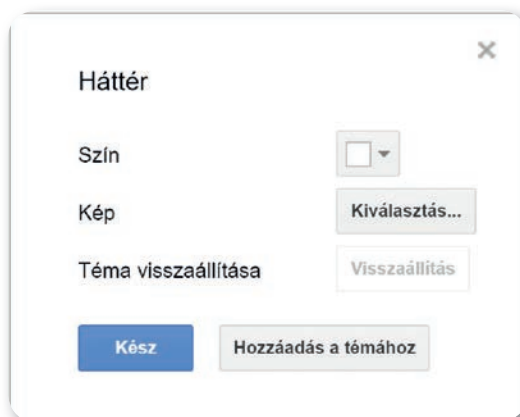 Háttér
Szín
Kép Kiválasztás...
Téma visszaállítása Visszaállítás
Kész Hozzáadás a témához